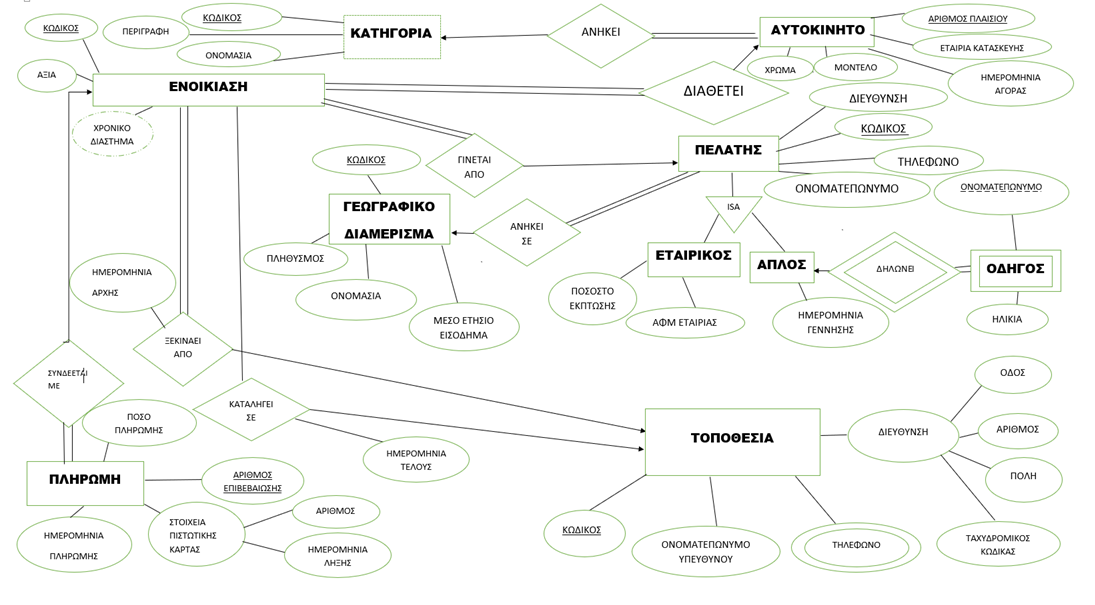 ΚΩΔΙΚΟΣ
ΠΕΡΙΓΡΑΦΗ
ΚΩΔΙΚΟΣ
ΟΝΟΜΑΣΙΑ
ΚΑΤΗΓΟΡΙΑ
ΑΝΗΚΕΙ
ΑΥΤΟΚΙΝΗΤΟ
ΑΡΙΘΜΟΣ ΠΛΑΙΣΙΟΥ
ΕΤΑΙΡΙΑ ΚΑΤΑΣΚΕΥΗΣ
ΧΡΩΜΑ
ΜΟΝΤΕΛΟ
ΗΜΕΡΟΜΗΝΙΑ
ΑΓΟΡΑΣ
ΑΞΙΑ
ΕΝΟΙΚΙΑΣΗ
ΔΙΑΘΕΤΕΙ
ΔΙΕΥΘΥΝΣΗ
ΧΡΟΝΙΚΟ
ΔΙΑΣΤΗΜΑ
ΚΩΔΙΚΟΣ
ΠΕΛΑΤΗΣ
ΤΗΛΕΦΩΝΟ
ΟΝΟΜΑΤΕΠΩΝΥΜΟ
ΟΝΟΜΑΤΕΠΩΝΥΜΟ
ΚΩΔΙΚΟΣ
ΓΙΝΕΤΑΙ
ΑΠΟ
ΓΕΩΓΡΑΦΙΚΟ
ΔΙΑΜΕΡΙΣΜΑ
ΑΝΗΚΕΙ
ΣΕ
ISA
ΠΛΗΘΥΣΜΟΣ
ΕΤΑΙΡΙΚΟΣ
ΑΠΛΟΣ
ΔΗΛΩΝΕΙ
ΟΔΗΓΟΣ
ΗΜΕΡΟΜΗΝΙΑ
ΑΡΧΗΣ
ΟΝΟΜΑΣΙΑ
ΜΕΣΟ ΕΤΗΣΙΟ
ΕΙΣΟΔΗΜΑ
ΠΟΣΟΣΤΟ
ΕΚΠΤΩΣΗΣ
ΑΦΜ ΕΤΑΙΡΙΑΣ
ΗΜΕΡΟΜΗΝΙΑ
ΓΕΝΝΗΣΗΣ
ΗΛΙΚΙΑ
ΞΕΚΙΝΑΕΙ
ΑΠΟ
ΣΥΝΔΕΕΤΑΙ
ΜΕ
ΚΑΤΑΛΗΓΕΙ
ΣΕ
ΠΟΣΟ
ΠΛΗΡΩΜΗΣ
ΗΜΕΡΟΜΗΝΙΑ
ΤΕΛΟΥΣ
ΤΟΠΟΘΕΣΙΑ
ΔΙΕΥΘΥΝΣΗ
ΟΔΟΣ
ΑΡΙΘΜΟΣ
ΠΟΛΗ
ΤΑΧΥΔΡΟΜΙΚΟΣ
ΚΩΔΙΚΑΣ
ΠΛΗΡΩΜΗ
ΑΡΙΘΜΟΣ
ΕΠΙΒΕΒΑΙΩΣΗΣ
ΗΜΕΡΟΜΗΝΙΑ
ΠΛΗΡΩΜΗΣ
ΣΤΟΙΧΕΙΑ
ΠΙΣΤΩΤΙΚΗΣ
ΚΑΡΤΑΣ
ΑΡΙΘΜΟΣ
ΗΜΕΡΟΜΗΝΙΑ
ΛΗΞΗΣ
ΚΩΔΙΚΟΣ
ΟΝΟΜΑΤΕΠΩΝΥΜΟ
ΥΠΕΥΘΥΝΟΥ
ΤΗΛΕΦΩΝΟ